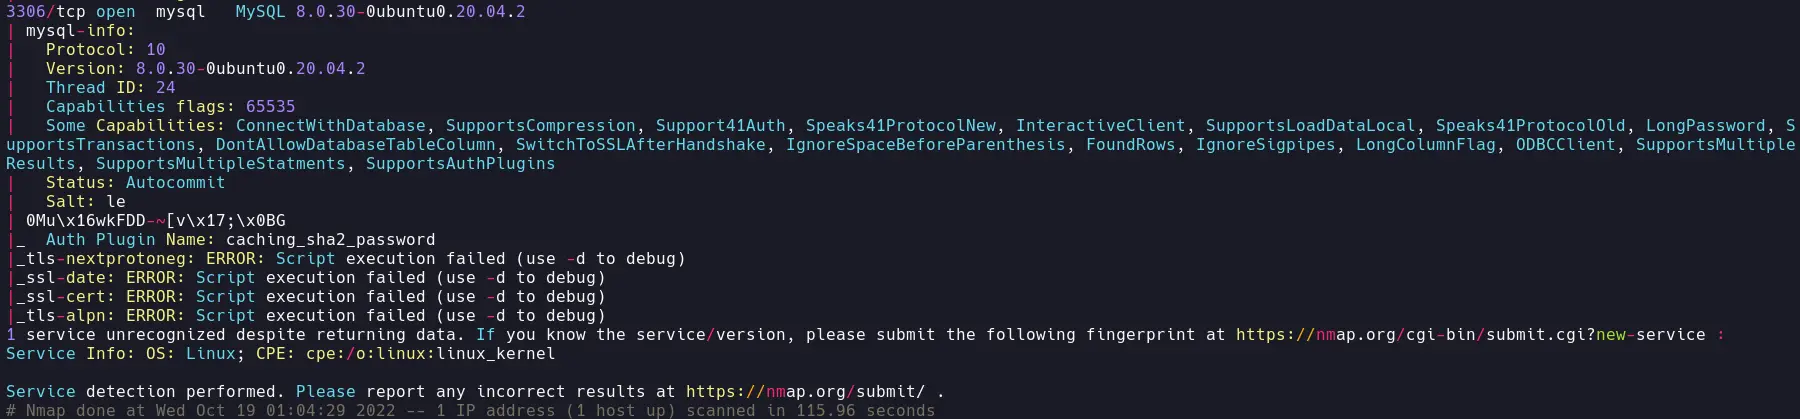 3306/tcp open  mysql   MySQL 8.0.30-0ubuntu0.20.04.2
| mysql-info:
|   Protocol: 10
|   Version: 8.0.30-0ubuntu0.20.04.2
|   Thread ID: 24
|   Capabilities flags: 65535
|   Some Capabilities: ConnectWithDatabase, SupportsCompression, Support41Auth, Speaks41ProtocolNew, InteractiveClient, SupportsLoadDataLocal, Speaks41ProtocolOld, LongPassword, S
upportsTransactions, DontAllowDatabaseTableColumn, SwitchToSSLAfterHandshake, IgnoreSpaceBeforeParenthesis, FoundRows, IgnoreSigpipes, LongColumnFlag, ODBCClient, SupportsMultiple
Results, SupportsMultipleStatments, SupportsAuthPlugins
|   Status: Autocommit
|   Salt: le
| 0Mu\x16wkFDD-~[v\x17;\x0BG
|_  Auth Plugin Name: caching_sha2_password
|_tls-nextprotoneg: ERROR: Script execution failed (use -d to debug)
|_ssl-date: ERROR: Script execution failed (use -d to debug)
|_ssl-cert: ERROR: Script execution failed (use -d to debug)
|_tls-alpn: ERROR: Script execution failed (use -d to debug)
1 service unrecognized despite returning data. If you know the service/version, please submit the following fingerprint at https://nmap.org/cgi-bin/submit.cgi?new-service :
Service Info: OS: Linux; CPE: cpe:/o:linux:linux_kernel
Service detection performed. Please report any incorrect results at https://nmap.org/submit/ .
# Nmap done at Wed Oct 19 01:04:29 2022 -- 1 IP address (1 host up) scanned in 115.96 seconds